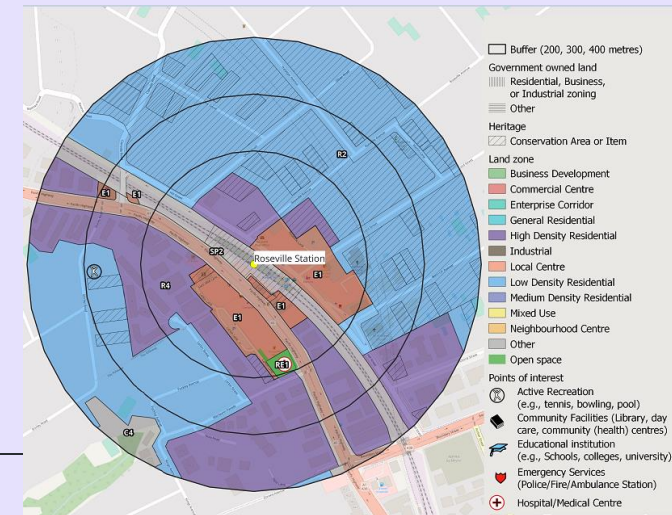 R2
E1
E1
SP2
Roseville Station
E1
R4
E1
E1
RE1
C4
Buffer (200, 300, 400 metres)
Government owned land
Residential, Business,
or Industrial zoning
Other
Heritage
Conservation Area or Item
Land zone
Business Development
Commercial Centre
Enterprise Corridor
General Residential
High Density Residential
Industrial
Local Centre
Low Density Residential
Medium Density Residential
Mixed Use
Neighbourhood Centre
Other
Open space
Points of interest
Active Recreation
(e.g., tennis, bowling, pool)
Community Facilities (Library, day
care, community (health) centres)
Educational institution
(e.g., Schools, colleges, university)
Emergency Services
(Police/Fire/Ambulance Station)
Hospital/Medical Centre